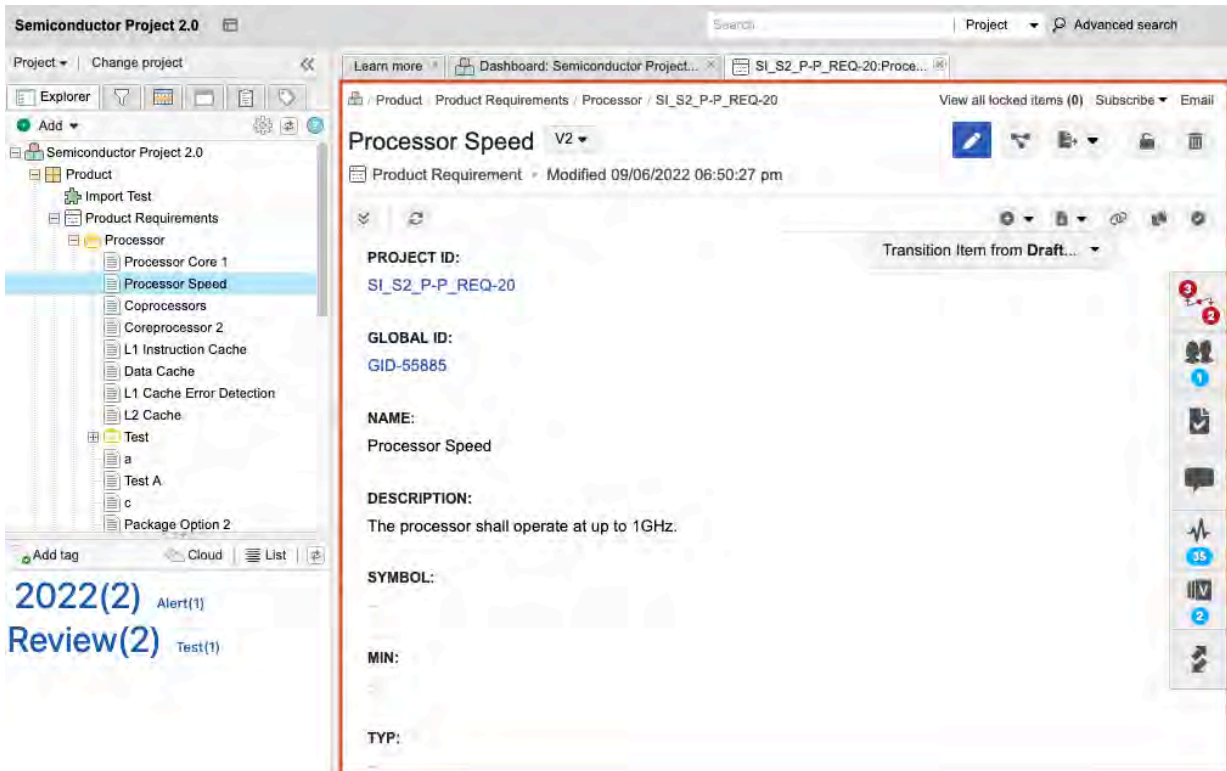 Semiconductor Project 2.0
Search
Project
Advanced search
Project
Change project
Learn more
Dashboard: Semiconductor Project...
SI_S2_P-P_REQ-20:Proce...
Explorer
Add
Semiconductor Project 2.0
Product
Import Test
Product Requirements
Processor
Processor Core 1
Processor Speed
Coprocessors
Coreprocessor 2
L1 Instruction Cache
Data Cache
L1 Cache Error Detection
L2 Cache
Test
a
Test A
c
Package Option 2
Add tag
Cloud
List
2022(2) Alert(1)
Review(2) Test(1)
/ Product / Product Requirements / Processor / SI_S2_P-P_REQ-20
View all locked items (0) Subscribe Email
Processor Speed V2
Product Requirement Modified 09/06/2022 06:50:27 pm
Transition Item from Draft...
PROJECT ID:
SI_S2_P-P_REQ-20
GLOBAL ID:
GID-55885
NAME:
Processor Speed
DESCRIPTION:
The processor shall operate at up to 1GHz.
SYMBOL:
--
MIN:
--
TYP:
--
3
2
1
35
V
2